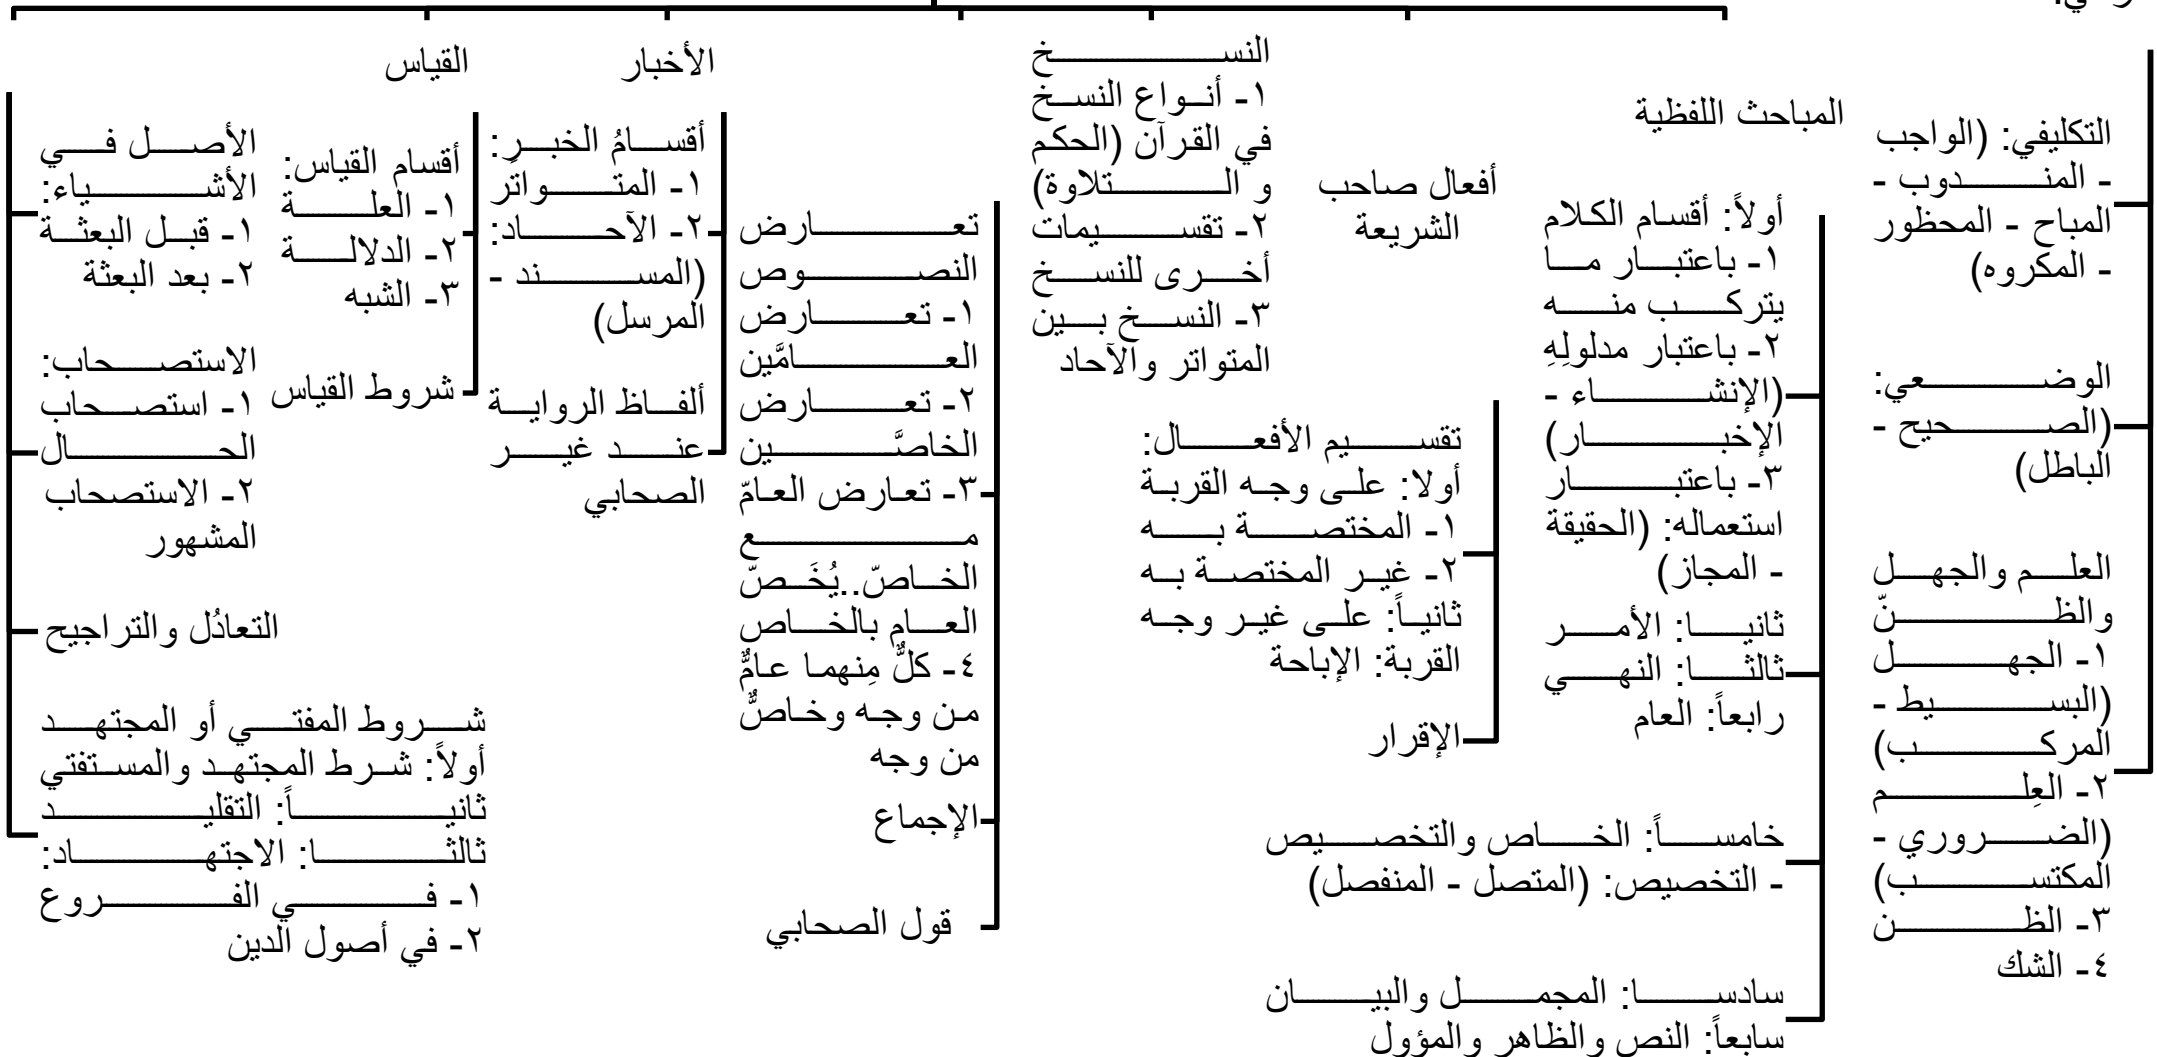 التكليفي: (الواجب
- المندوب -
المباح - المحظور
- المكروه)
الوضعي:
(الصحيح -
الباطل)
العلم والجهل
والظنّ
١- الجهل
(البسيط -
المركب)
٢- العِلم
(الضروري -
المكتسب)
٣- الظن
٤- الشك
المباحث اللفظية
أولاً: أقسام الكلام
١- باعتبار ما
يتركب منه
٢- باعتبار مدلولِهِ
(الإنشاء -
الإخبار)
٣- باعتبار
استعماله: (الحقيقة
- المجاز)
ثانيا: الأمر
ثالثا: النهي
رابعاً: العام
خامساً: الخاص والتخصيص
- التخصيص: (المتصل - المنفصل)
سادسا: المجمل والبيان
سابعاً: النص والظاهر والمؤول
أفعال صاحب
الشريعة
تقسيم الأفعال:
أولا: على وجه القربة
١- المختصة به
٢- غير المختصة به
ثانياً: على غير وجه
القربة: الإباحة
الإقرار
النسخ
١- أنواع النسخ
في القرآن (الحكم
والتلاوة)
٢- تقسيمات
أخرى للنسخ
٣- النسخ بين
المتواتر والآحاد
تعارض
النصوص
١- تعارض
العامَّين
٢- تعارض
الخاصَّين
٣- تعارض العامّ
مع
الخاصّ..يُخَصّ
العام بالخاص
٤- كلٌّ مِنهما عامٌّ
من وجه وخاصٌّ
من وجه
الإجماع
قول الصحابي
الأخبار
أقسامُ الخبرِ:
١- المتواتر
٢- الآحاد:
(المسند -
المرسل)
ألفاظ الرواية
عند غير
الصحابي
القياس
أقسام القياس:
١- العلة
٢- الدلالة
٣- الشبه
شروط القياس
الأصل في
الأشياء:
١- قبل البعثة
٢- بعد البعثة
الاستصحاب:
١- استصحاب
الحال
٢- الاستصحاب
المشهور
التعادُل والتراجيح
شروط المفتي أو المجتهد
أولاً: شرط المجتهد والمستفتي
ثانياً: التقليد
ثالثا: الاجتهاد:
١- في الفروع
٢- في أصول الدين